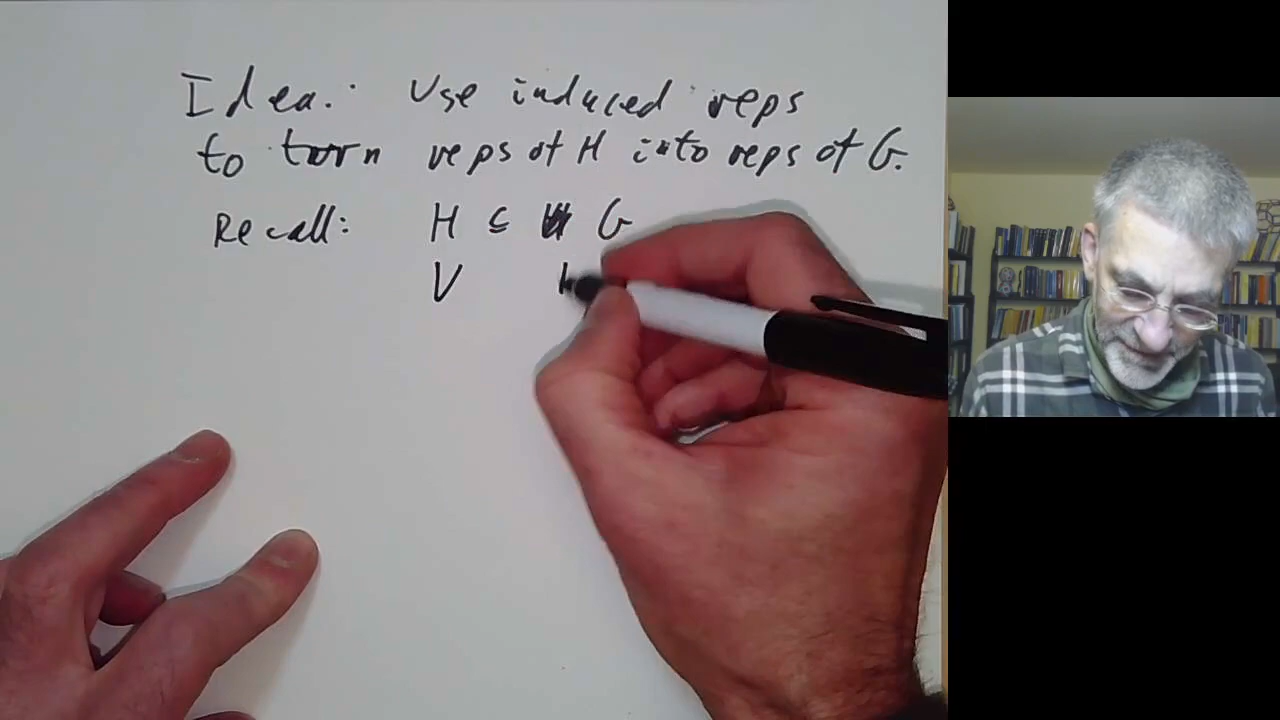 Idea: Use induced reps
to turn reps of H into reps of G.
Recall: H ⊆ G
V